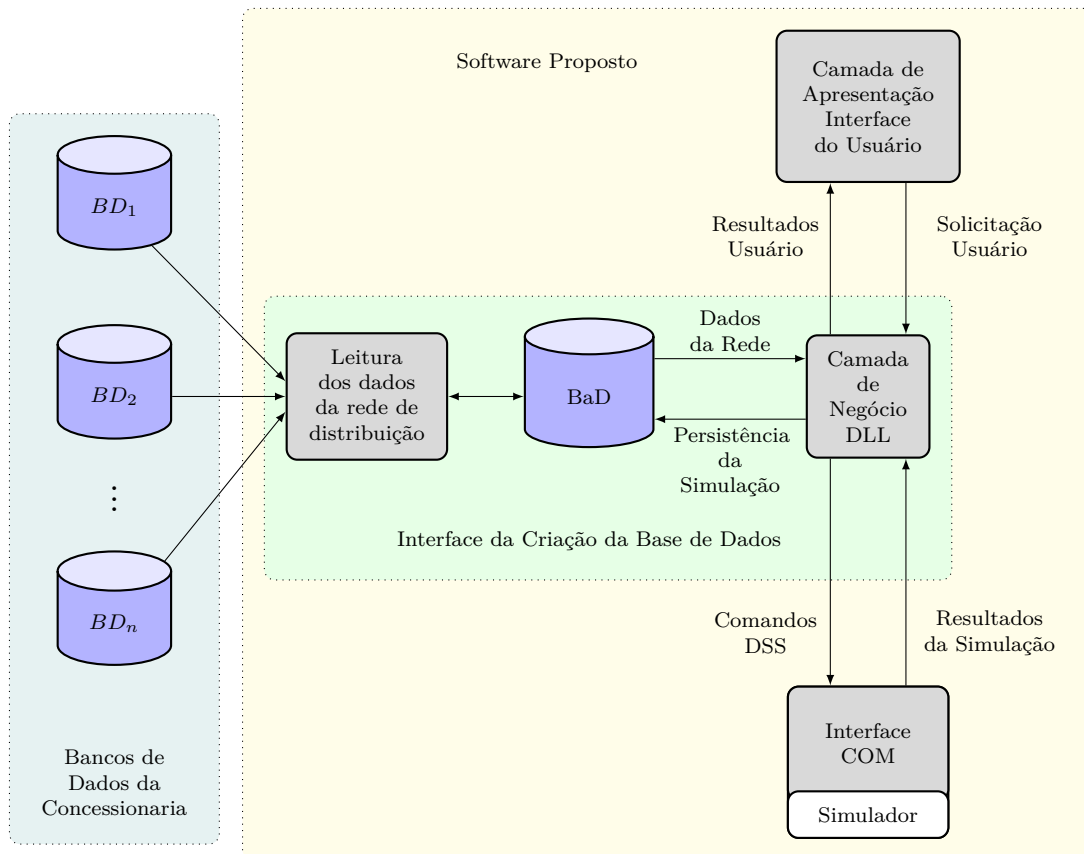 Software Proposto
Camada de
Apresentação
Interface
do Usuário
BD1
Resultados
Usuário
Solicitação
Usuário
BD2
Leitura
dos dados
da rede de
distribuição
BaD
Dados
da Rede
Camada
de
Negócio
DLL
Persistência
da
Simulação
⋮
Interface da Criação da Base de Dados
BDn
Comandos
DSS
Resultados
da Simulação
Bancos de
Dados da
Concessionaria
Interface
COM
Simulador